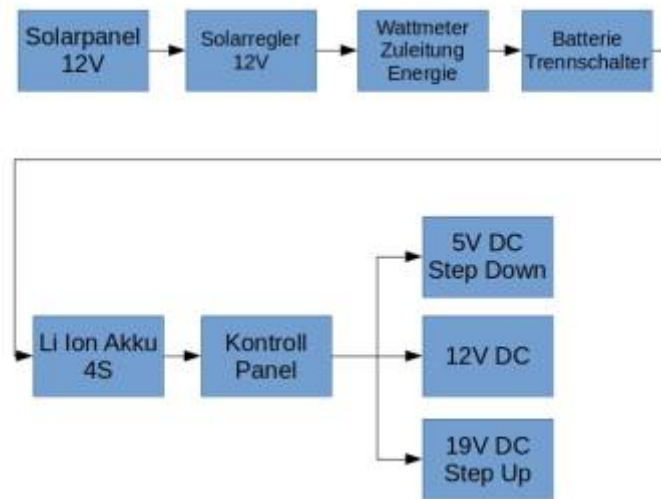 Solarpanel
12V
Solarregler
12V
Wattmeter
Zuleitung
Energie
Batterie
Trennschalter
5V DC
Step Down
Li Ion Akku
4S
Kontroll
Panel
12V DC
19V DC
Step Up